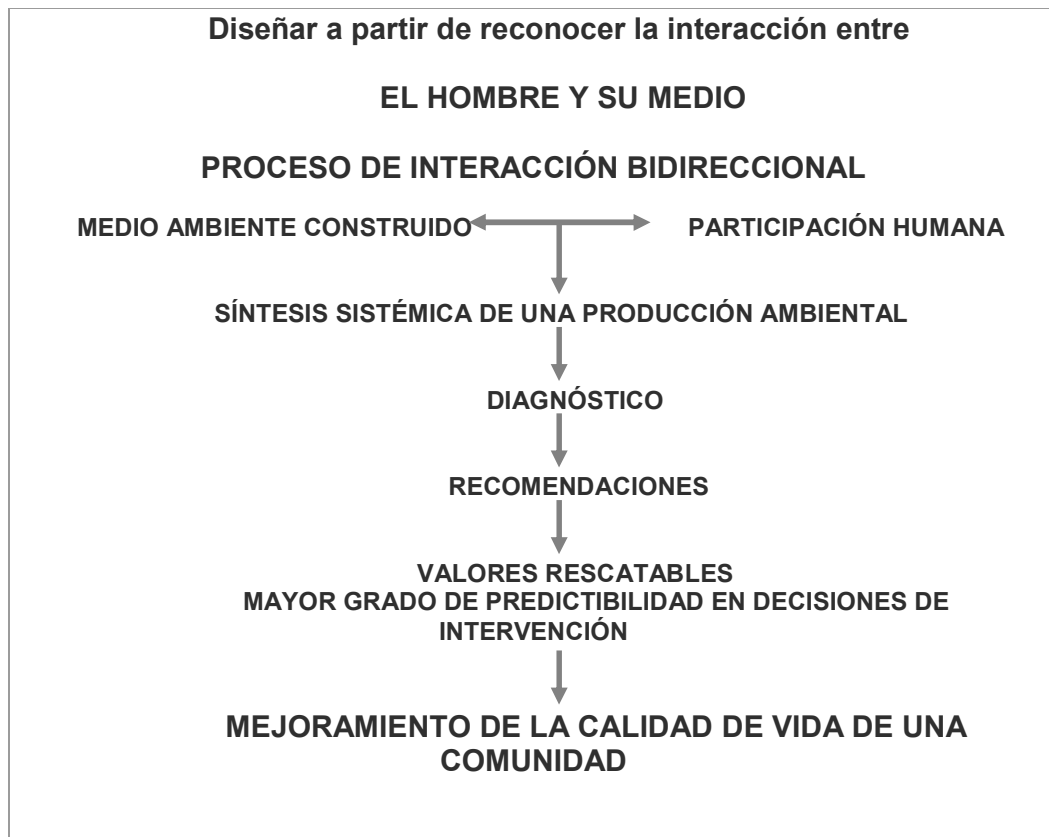 Diseñar a partir de reconocer la interacción entre
EL HOMBRE Y SU MEDIO
PROCESO DE INTERACCIÓN BIDIRECCIONAL
MEDIO AMBIENTE CONSTRUIDO PARTICIPACIÓN HUMANA
SÍNTESIS SISTÉMICA DE UNA PRODUCCIÓN AMBIENTAL
DIAGNÓSTICO
RECOMENDACIONES
VALORES RESCATABLES
MAYOR GRADO DE PREDICTIBILIDAD EN DECISIONES DE
INTERVENCIÓN
MEJORAMIENTO DE LA CALIDAD DE VIDA DE UNA
COMUNIDAD